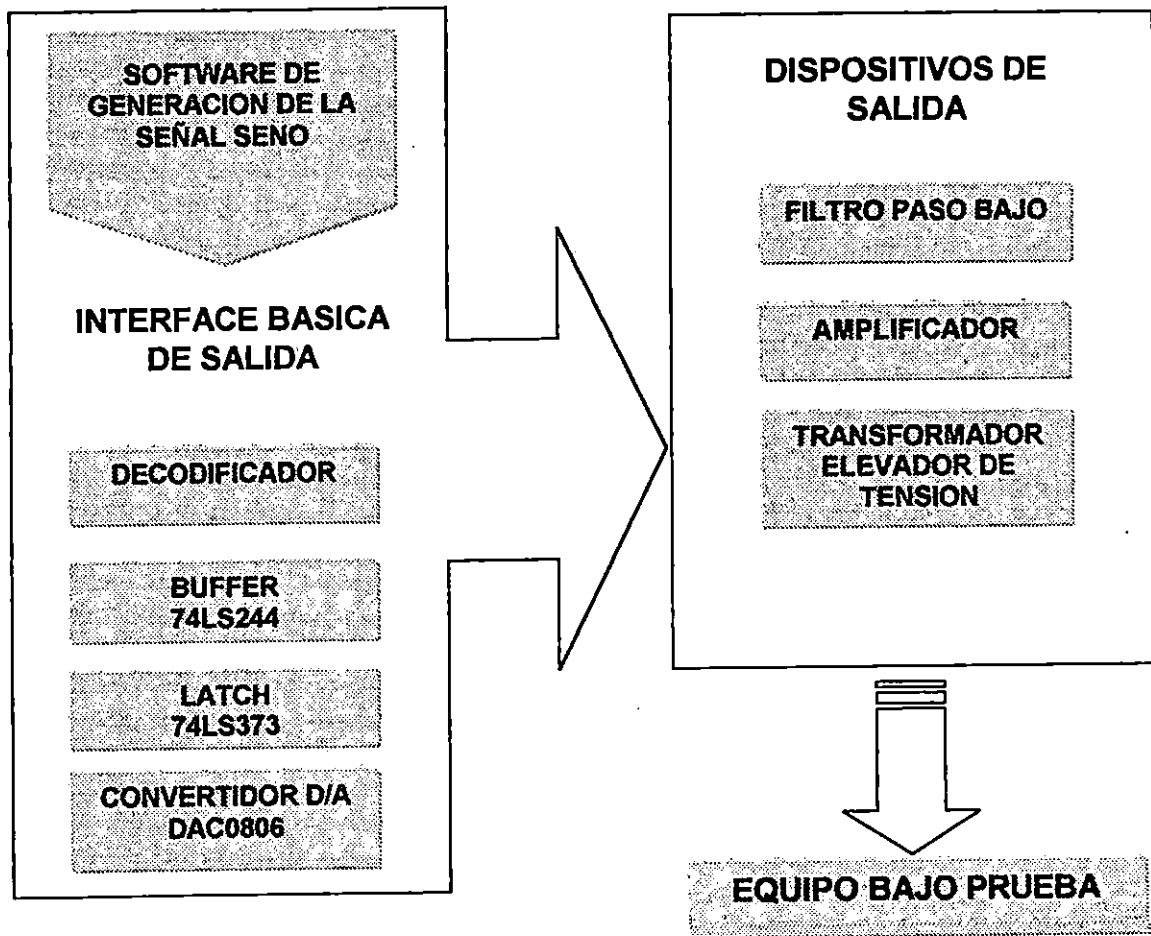 SOFTWARE DE
GENERACION DE LA
SEÑAL SENO
INTERFACE BASICA
DE SALIDA
DECODIFICADOR
BUFFER
74LS244
LATCH
74LS373
CONVERTIDOR D/A
DAC0806
DISPOSITIVOS DE
SALIDA
FILTRO PASO BAJO
AMPLIFICADOR
TRANSFORMADOR
ELEVADOR DE
TENSION
EQUIPO BAJO PRUEBA